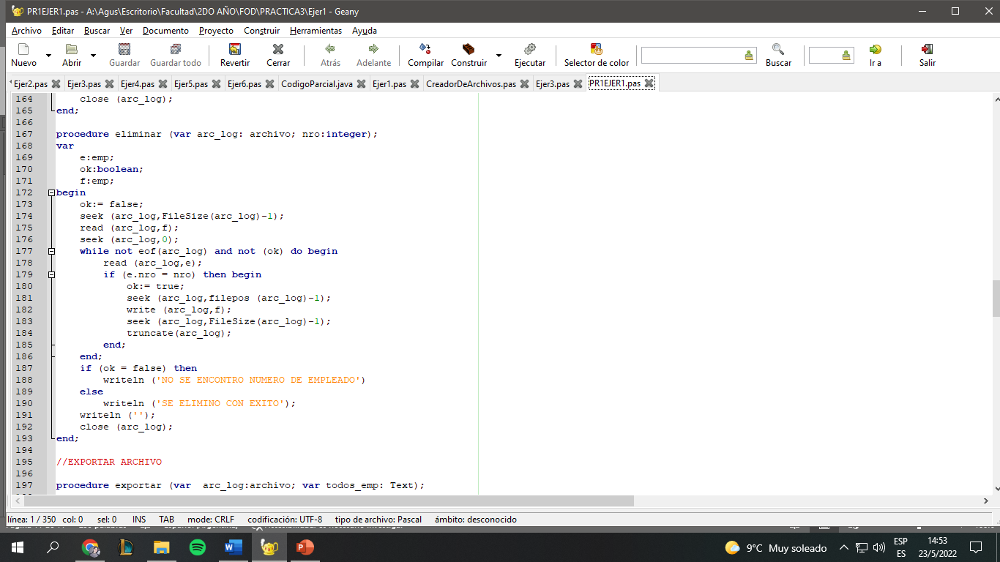 PR1EJER1.pas - A:\Agus\Escritorio\Facultad\2DO AÑO\FOD\PRACTICA3\Ejer1 - Geany
Archivo Editar Buscar Ver Documento Proyecto Construir Herramientas Ayuda
Nuevo Abrir Guardar Guardar todo Revertir Cerrar Atrás Adelante Compilar Construir Ejecutar Selector de color Buscar Ir a Salir
Ejer2.pas Ejer3.pas Ejer4.pas Ejer5.pas Ejer6.pas CodigoParcial.java Ejer1.pas CreadorDeArchivos.pas Ejer3.pas PR1EJER1.pas
164 close (arc_log);
165 end;
166
167 procedure eliminar (var arc_log: archivo; nro:integer);
168 var
169 e:emp;
170 ok:boolean;
171 f:emp;
172 begin
173 ok:= false;
174 seek (arc_log,FileSize(arc_log)-1);
175 read (arc_log,f);
176 seek (arc_log,0);
177 while not eof(arc_log) and not (ok) do begin
178 read (arc_log,e);
179 if (e.nro = nro) then begin
180 ok:= true;
181 seek (arc_log,filepos (arc_log)-1);
182 write (arc_log,f);
183 seek (arc_log,FileSize(arc_log)-1);
184 truncate(arc_log);
185 end;
186 end;
187 if (ok = false) then
188 writeln ('NO SE ENCONTRO NUMERO DE EMPLEADO')
189 else
190 writeln ('SE ELIMINO CON EXITO');
191 writeln ('');
192 close (arc_log);
193 end;
194
195 //EXPORTAR ARCHIVO
196
197 procedure exportar (var  arc_log:archivo; var todos_emp: Text);
línea: 1 / 350 col: 0 sel: 0 INS TAB mode: CRLF codificación: UTF-8 tipo de archivo: Pascal ámbito: desconocido
9°C Muy soleado ESP ES 14:53 23/5/2022